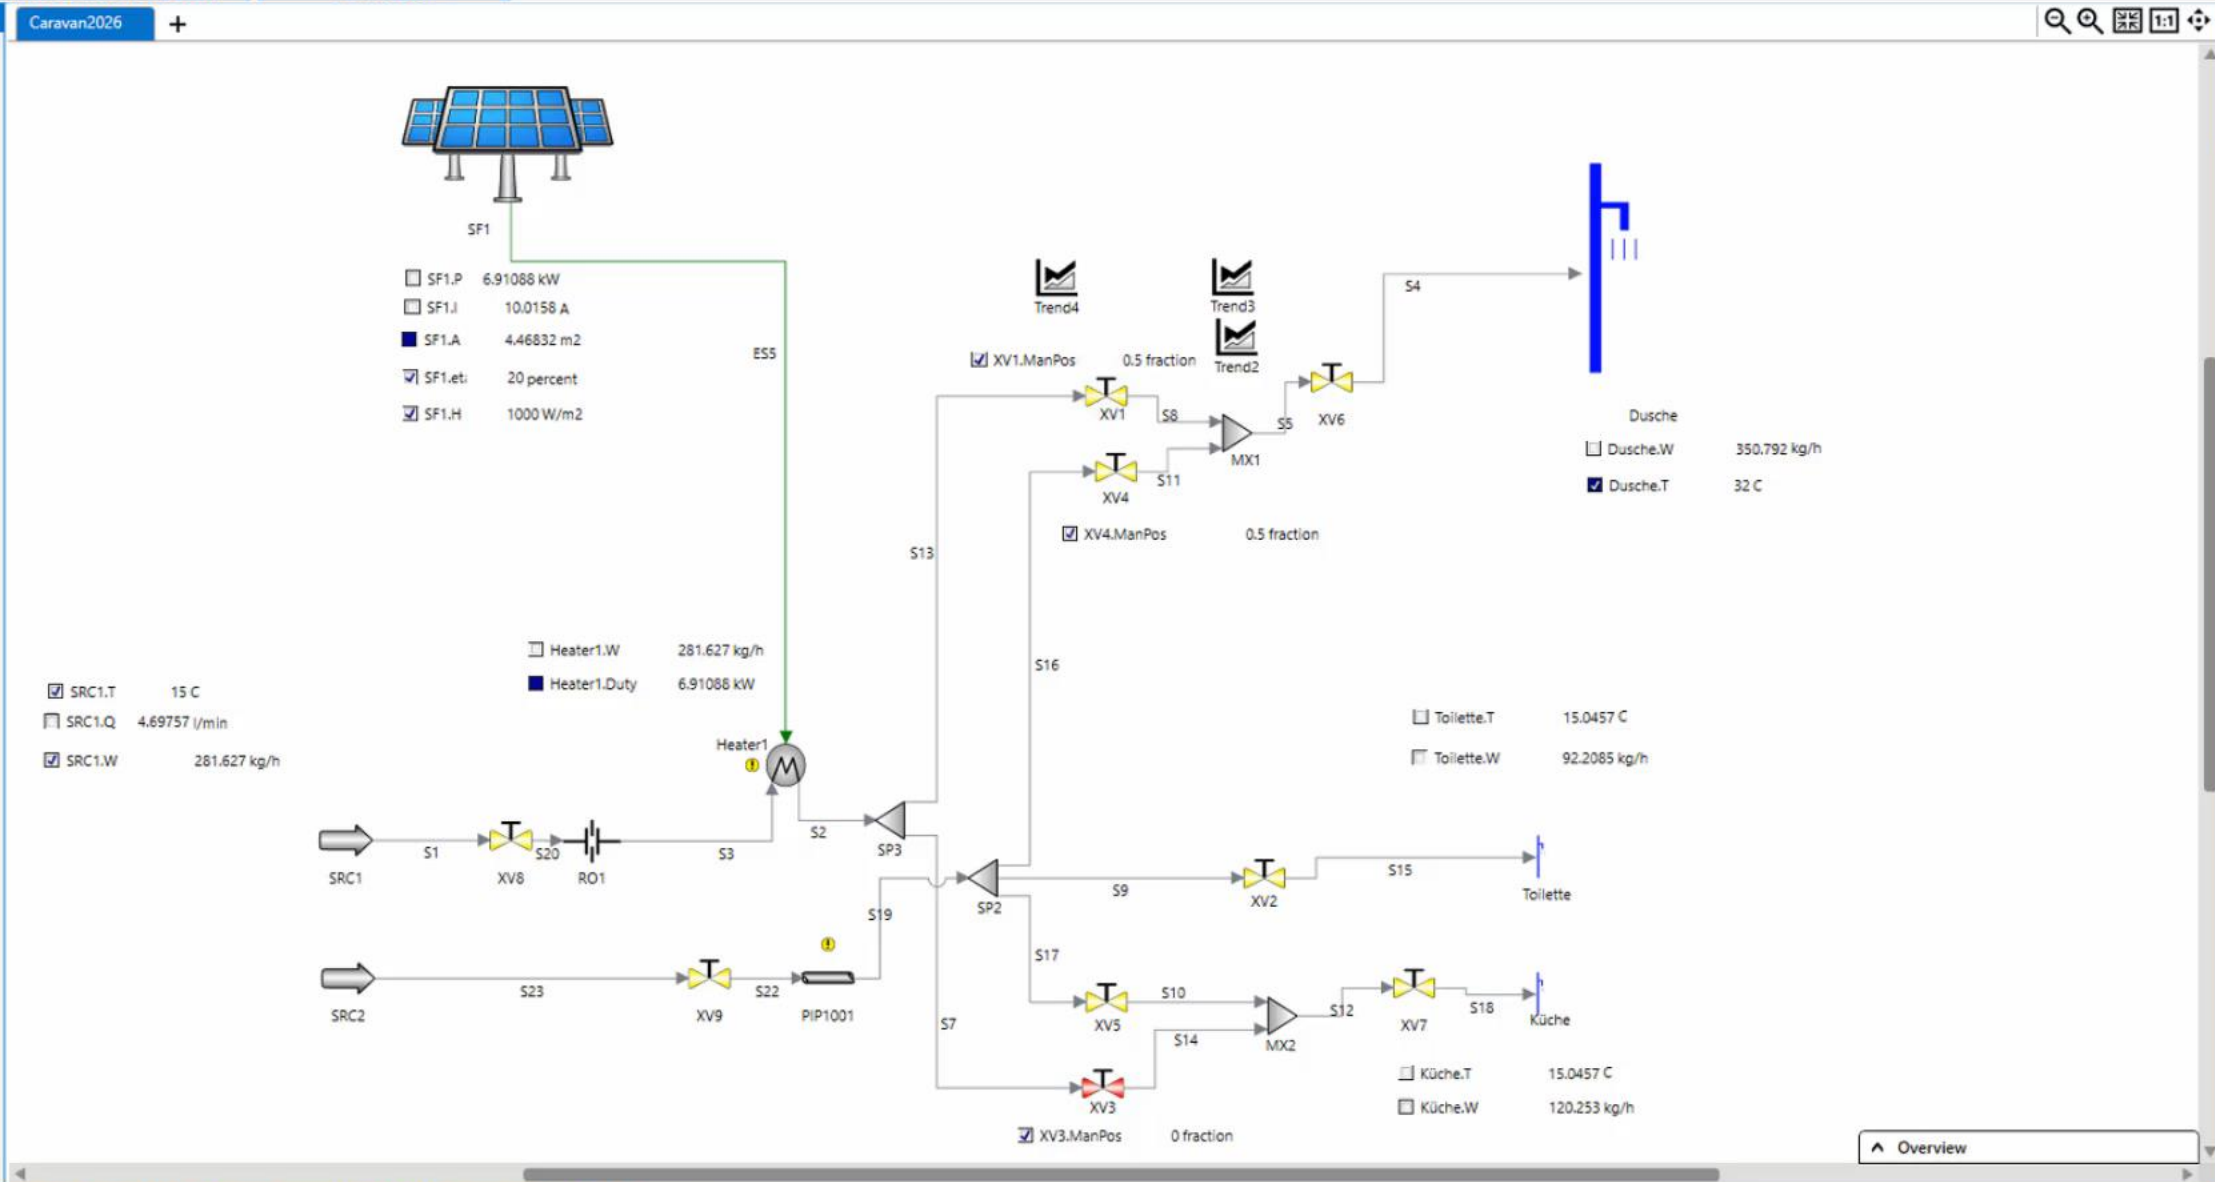 Caravan2026
1:1
SF1
SF1.P 6.91088 kW
SF1.I 10.0158 A
SF1.A 4.46832 m2
SF1.et 20 percent
SF1.H 1000 W/m2
ES5
Trend4
Trend3
Trend2
XV1.ManPos 0.5 fraction
XV1
S8
MX1
S5
XV6
S4
XV4
S11
XV4.ManPos 0.5 fraction
Dusche
Dusche.W 350.792 kg/h
Dusche.T 32 C
S13
S16
Heater1.W 281.627 kg/h
Heater1.Duty 6.91088 kW
SRC1.T 15 C
SRC1.Q 4.69757 l/min
SRC1.W 281.627 kg/h
Heater1
Toilette.T 15.0457 C
Toilette.W 92.2085 kg/h
SRC1
S1
XV8
S20
RO1
S3
S2
SP3
SP2
S9
XV2
S15
Toilette
S19
S17
SRC2
S23
XV9
S22
PIP1001
S7
XV5
S10
S14
MX2
S12
XV7
S18
Küche
Küche.T 15.0457 C
Küche.W 120.253 kg/h
XV3
XV3.ManPos 0 fraction
Overview